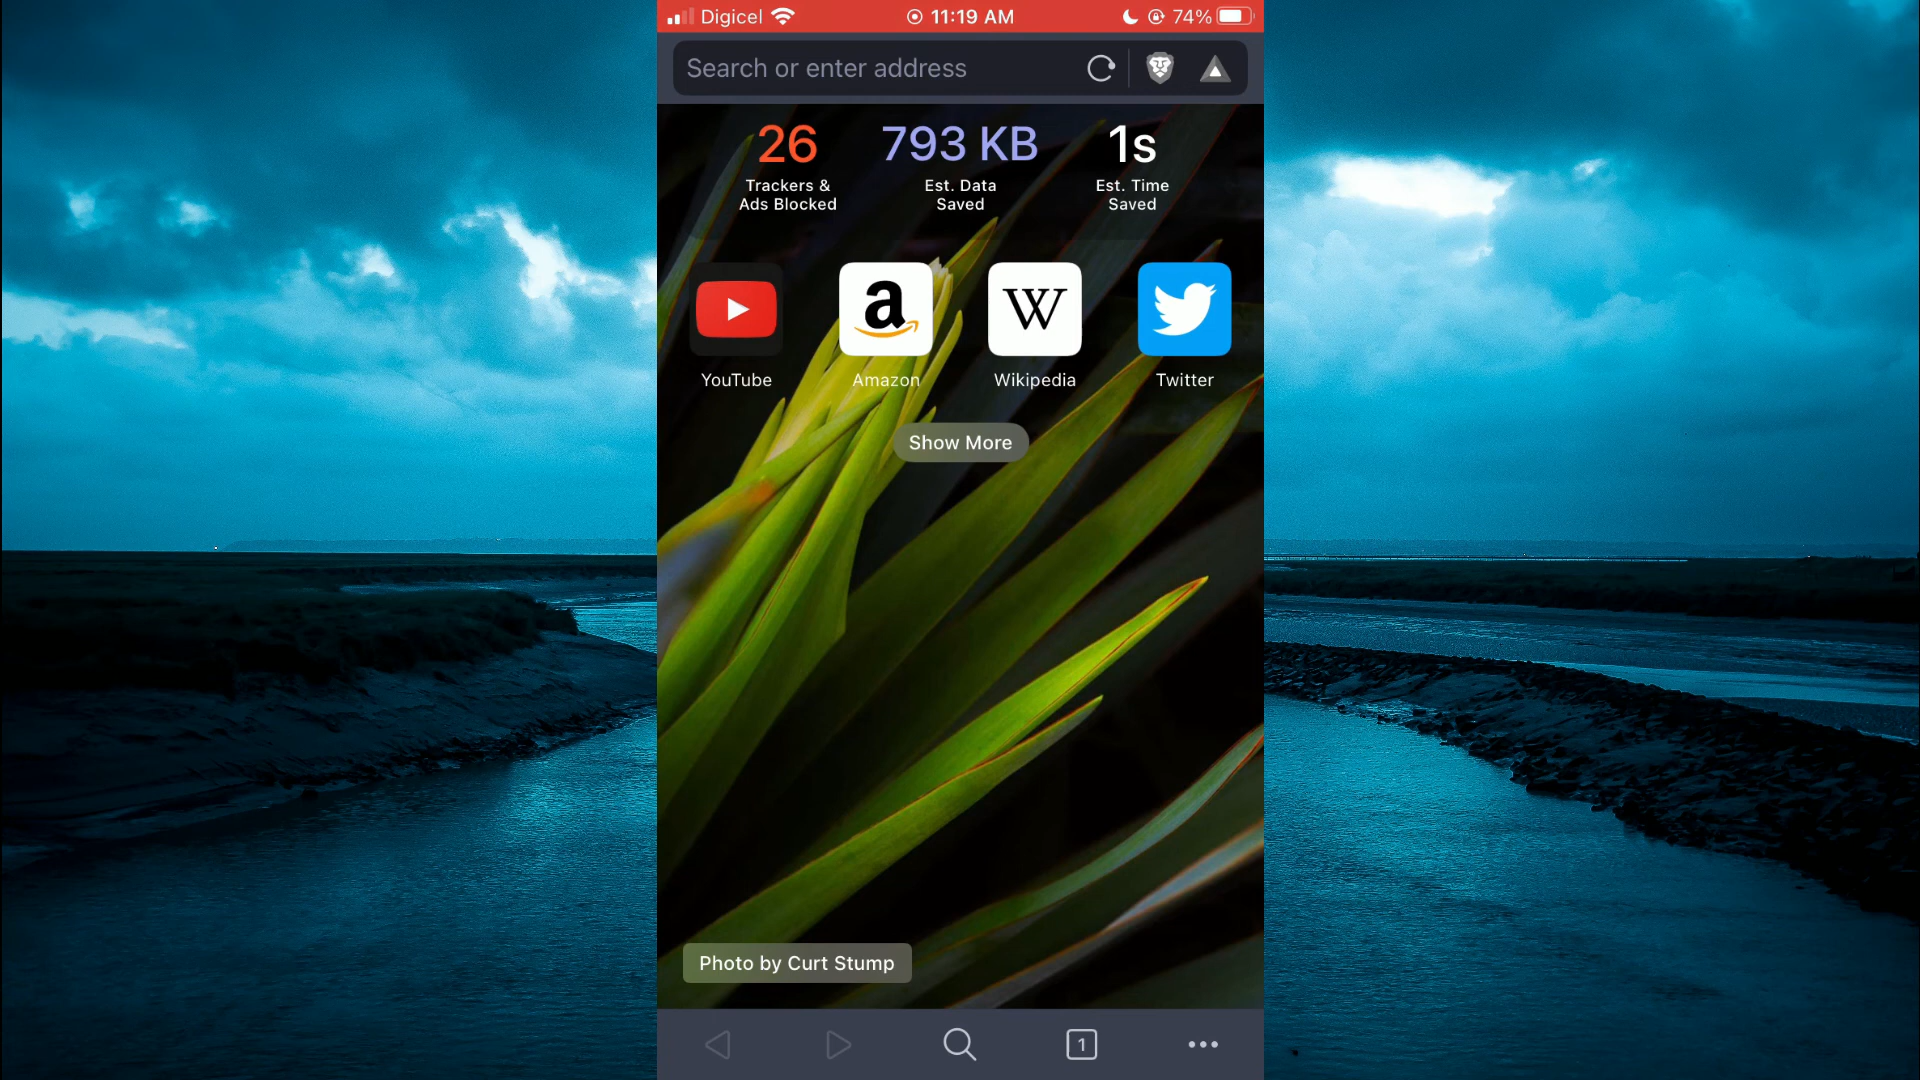 Digicel 11:19 AM 74%
Search or enter address
26 793 KB 1s
Trackers & Ads Blocked
Est. Data Saved
Est. Time Saved
a W
YouTube Amazon Wikipedia Twitter
Show More
Photo by Curt Stump
1